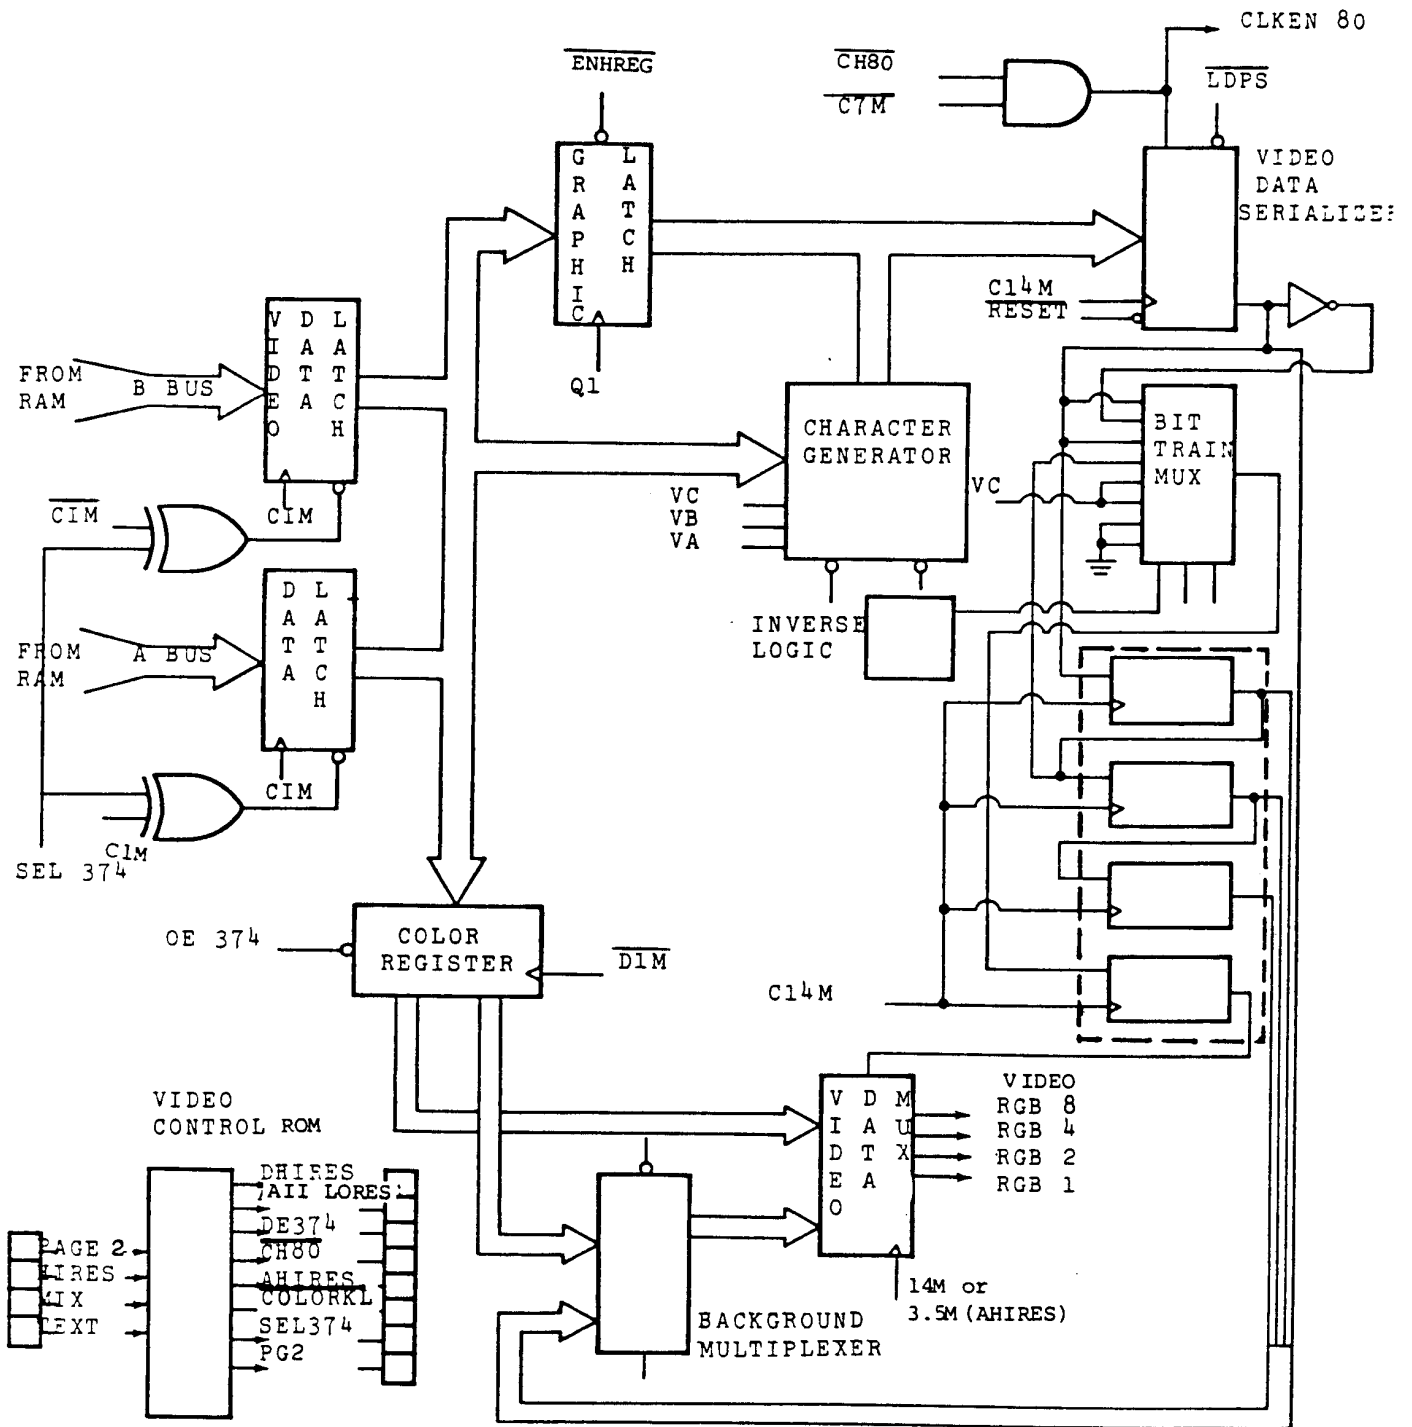 CLKEN 80
ENHREG
CH80
C7M
LDPS
GRAPHIC
LATCH
VIDEO
DATA
SERIALIZE
C14M
RESET
Q1
VIDEO
DATA
LATCH
FROM
RAM
B BUS
CIM
CIM
CHARACTER
GENERATOR
VC
VB
VA
VC
BIT
TRAIN
MUX
INVERSE
LOGIC
DATA
LATCH
FROM
RAM
A BUS
CIM
C1M
SEL 374
OE 374
COLOR
REGISTER
D1M
C14M
VIDEO
DATA
MUX
VIDEO
RGB 8
RGB 4
RGB 2
RGB 1
14M or
3.5M (AHIRES)
BACKGROUND
MULTIPLEXER
VIDEO
CONTROL ROM
DHIRES
AII LORES
DE374
CH80
AHIRES
COLORKL
SEL374
PG2
PAGE 2
HIRES
MIX
TEXT